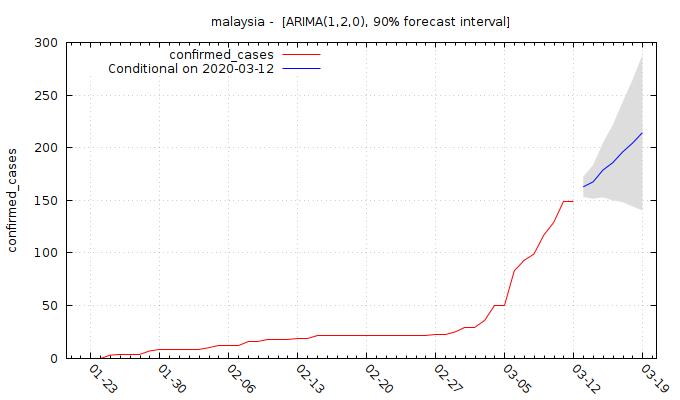 malaysia -  [ARIMA(1,2,0), 90% forecast interval]
confirmed_cases
Conditional on 2020-03-12
confirmed_cases
300
250
200
150
100
50
0
01-23 01-30 02-06 02-13 02-20 02-27 03-05 03-12 03-19